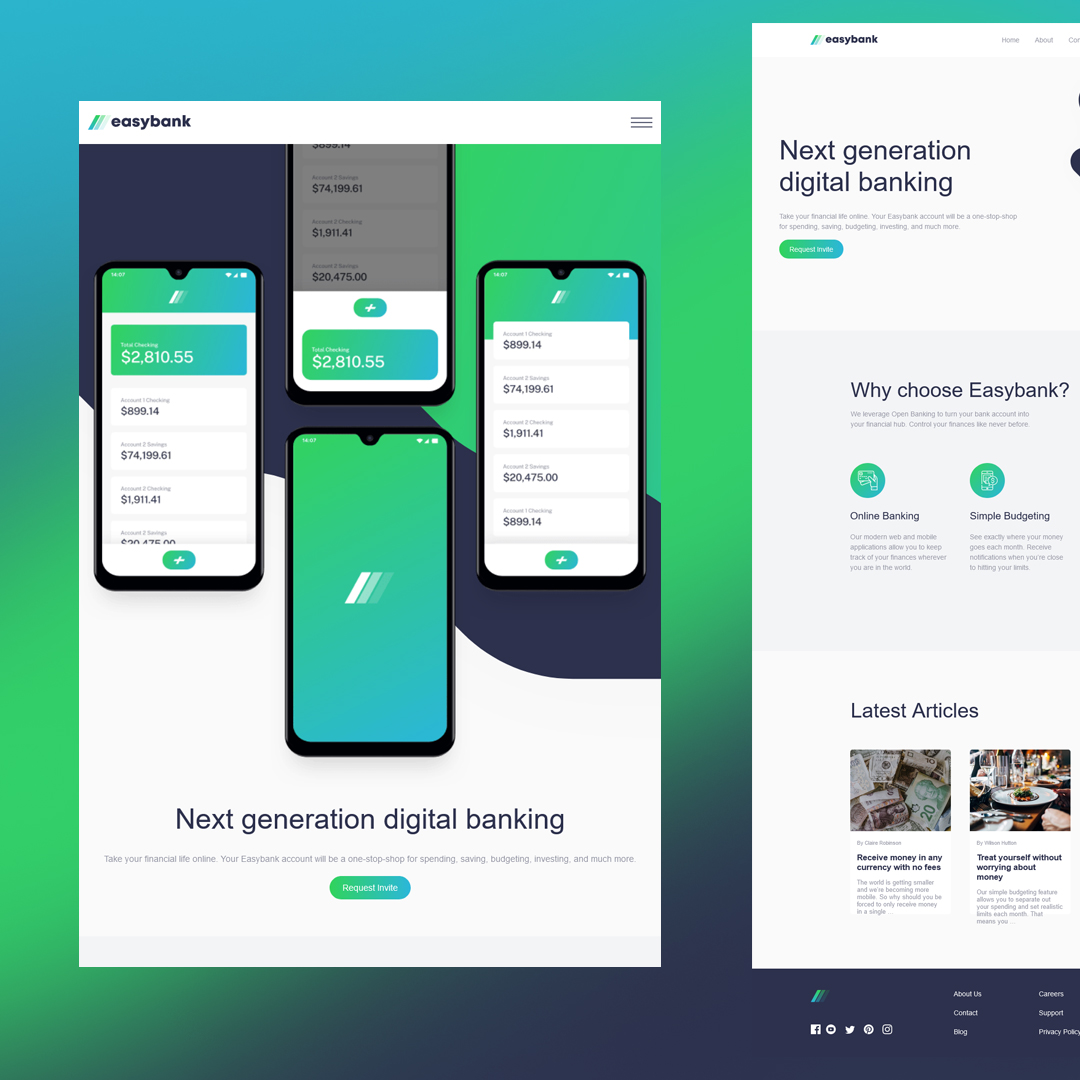 easybank
$899.14
Account 2 Savings
$74,199.61
Account 2 Checking
$1,911.41
Account 2 Savings
$20,475.00
Total Checking
$2,810.55
14:07
Total Checking
$2,810.55
Account 1 Checking
$899.14
Account 2 Savings
$74,199.61
Account 2 Checking
$1,911.41
Account 2 Savings
$20,475.00
14:07
Account 1 Checking
$899.14
Account 2 Savings
$74,199.61
Account 2 Checking
$1,911.41
Account 2 Savings
$20,475.00
Account 1 Checking
$899.14
14:07
Next generation digital banking
Take your financial life online. Your Easybank account will be a one-stop-shop for spending, saving, budgeting, investing, and much more.
Request Invite
easybank
Home About Con
Next generation
digital banking
Take your financial life online. Your Easybank account will be a one-stop-shop
for spending, saving, budgeting, investing, and much more.
Request Invite
Why choose Easybank?
We leverage Open Banking to turn your bank account into
your financial hub. Control your finances like never before.
Online Banking
Our modern web and mobile
applications allow you to keep
track of your finances wherever
you are in the world.
Simple Budgeting
See exactly where your money
goes each month. Receive
notifications when you're close
to hitting your limits.
Latest Articles
By Claire Robinson
Receive money in any
currency with no fees
The world is getting smaller
and we're becoming more
mobile. So why should you be
forced to only receive money
in a single ...
By Wilson Hutton
Treat yourself without
worrying about
money
Our simple budgeting feature
allows you to separate out
your spending and set realistic
limits each month. That
means you ...
About Us
Contact
Blog
Careers
Support
Privacy Policy